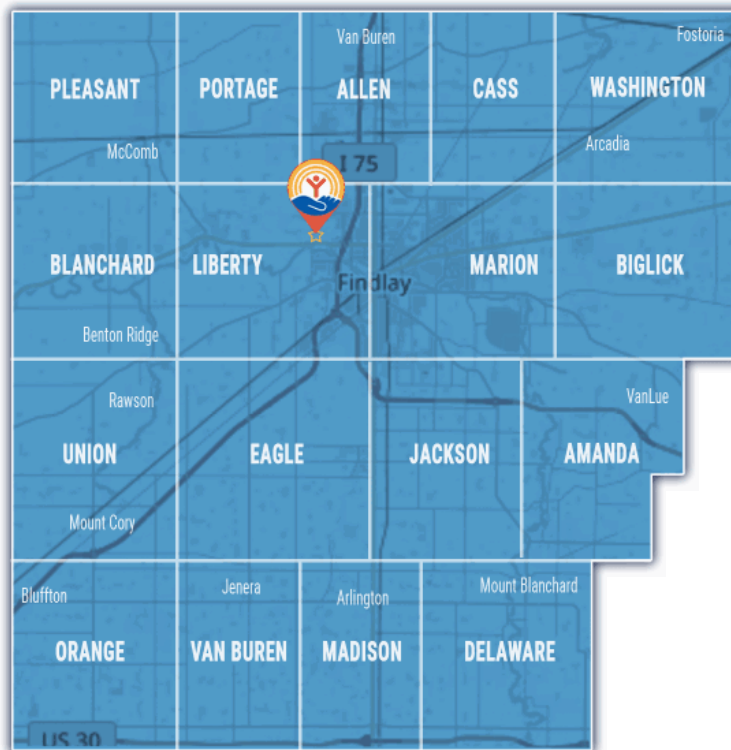 Van Buren
Fostoria
PLEASANT
PORTAGE
ALLEN
CASS
WASHINGTON
McComb
I 75
Arcadia
BLANCHARD
LIBERTY
MARION
BIGLICK
Findlay
Benton Ridge
Rawson
VanLue
UNION
EAGLE
JACKSON
AMANDA
Mount Cory
Bluffton
Jenera
Arlington
Mount Blanchard
ORANGE
VAN BUREN
MADISON
DELAWARE
US 30